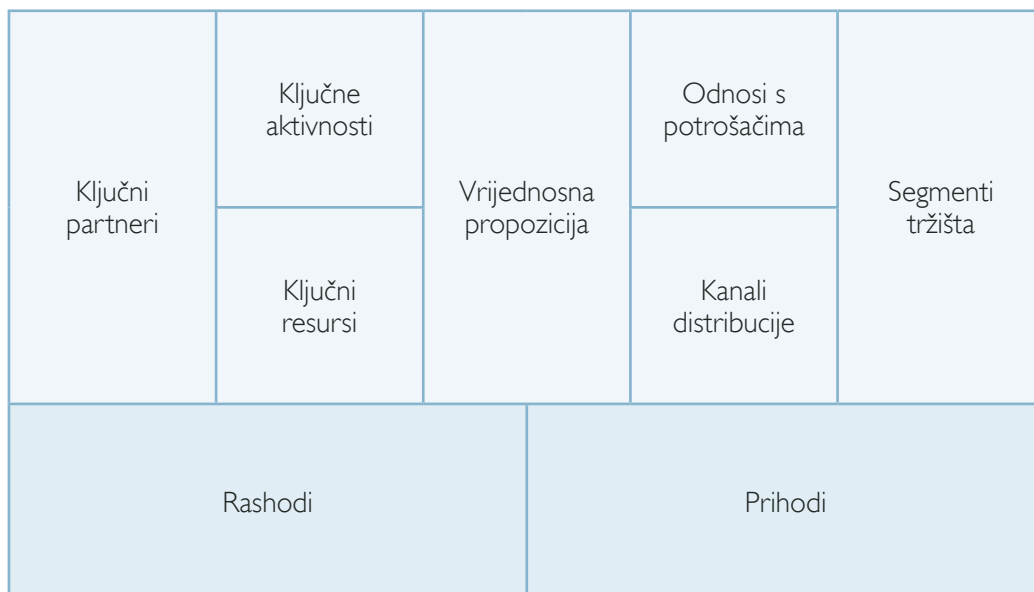 Ključni
partneri
Ključne
aktivnosti
Ključni
resursi
Vrijednosna
propozicija
Odnosi s
potrošačima
Kanali
distribucije
Segmenti
tržišta
Rashodi
Prihodi